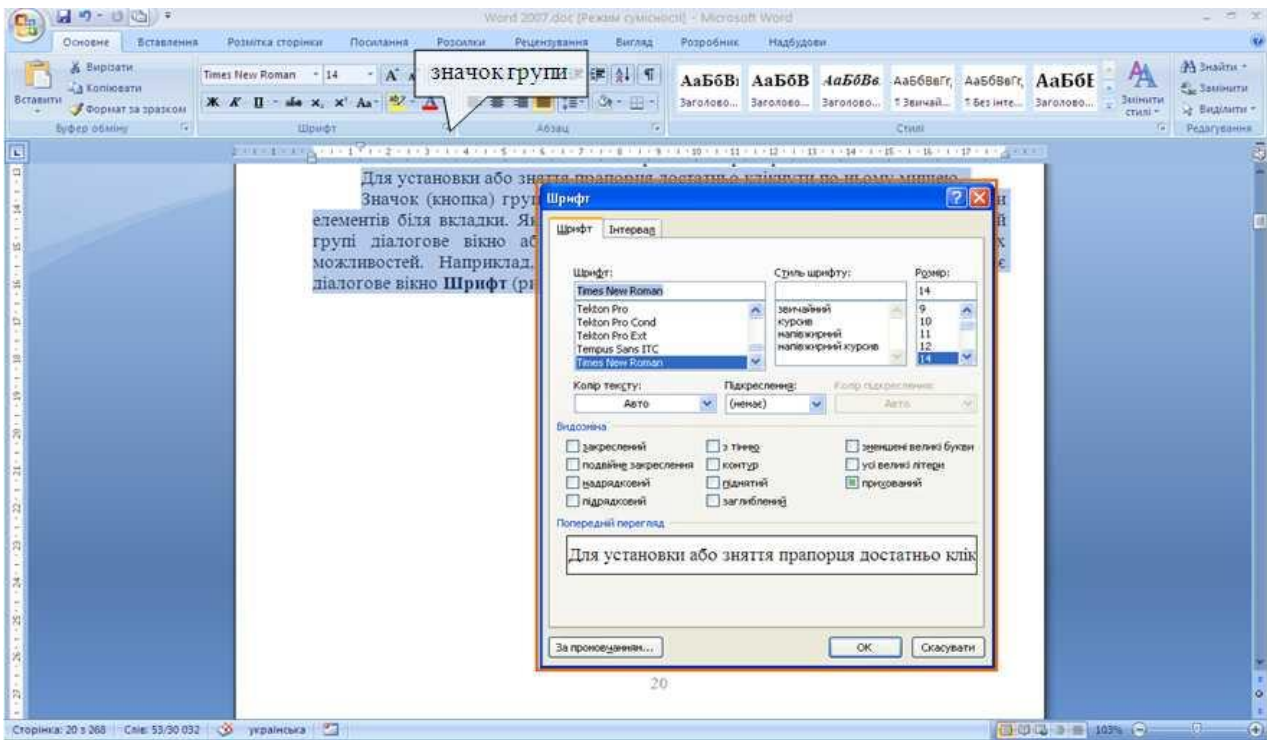 Word 2007.doc [Режим сумісності] - Microsoft Word
Основне Вставлення Розмітка сторінки Посилання Розсилки Рецензування Вигляд Розробник Надбудови
значок групи
Вставити
Вирізати
Копіювати
Формат за зразком
Times New Roman 14
Ж К П
АаБбВ АаБбВ АаБбВв АаБбВвГг, АаБбВвГг, АаБбІ
Заголово... Заголово... Заголово... ¶ Звичай... ¶ Без інте... Заголово...
Змінити стилі
Знайти
Замінити
Виділити
Буфер обміну Шрифт Абзац Стилі Редагування
Для установки або зняття прапорця достатньо клікнути по ньому мишею.
Значок (кнопка) гру
елементів біля вкладки.
групі діалогове вікно
можливостей. Наприклад,
діалогове вікно Шрифт
Шрифт
Шрифт Інтервал
Шрифт: Стиль шрифту: Розмір:
Times New Roman 14
Tekton Pro звичайний 9
Tekton Pro Cond курсив 10
Tekton Pro Ext напівжирний 11
Tempus Sans ITC напівжирний курсив 12
Times New Roman 14
Колір тексту: Підкреслення: Колір підкреслення:
Авто (немає) Авто
Видозміна
закреслений з тінню зменшені великі букви
подвійне закреслення контур усі великі літери
надрядковий піднятий прихований
підрядковий заглиблений
Попередній перегляд
Для установки або зняття прапорця достатньо клік
За промовчанням... ОК Скасувати
20
Сторінка: 20 з 268 Слів: 53/30 032 українська 103%